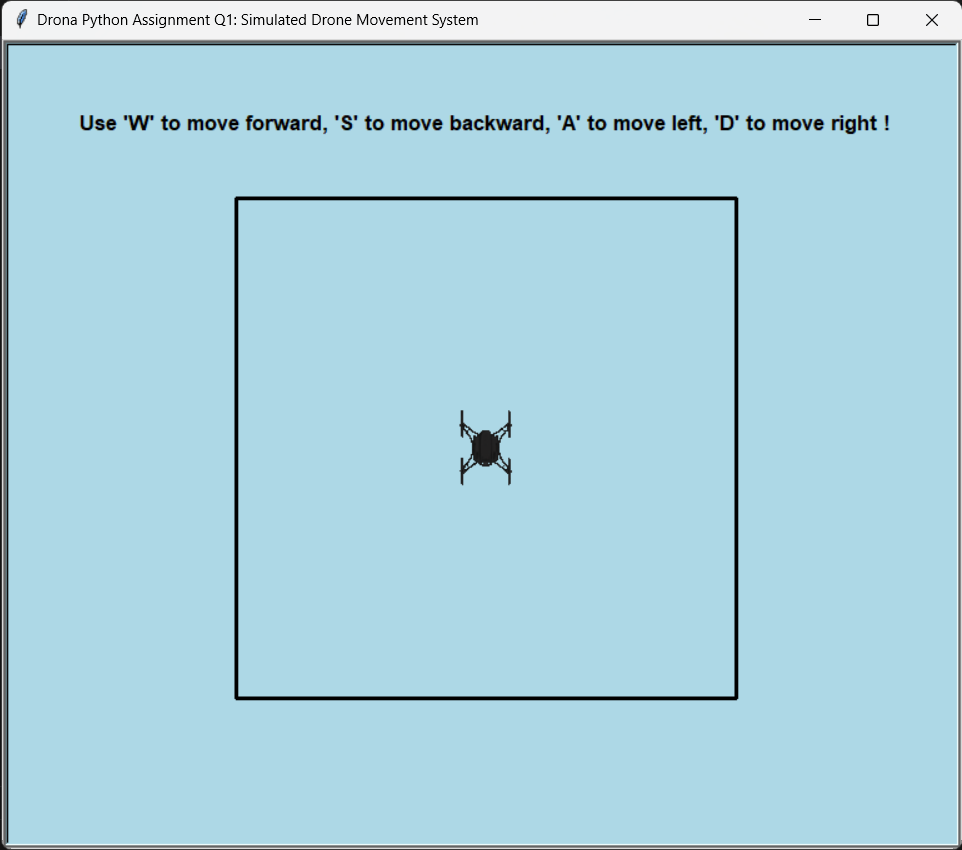 Drona Python Assignment Q1: Simulated Drone Movement System
Use 'W' to move forward, 'S' to move backward, 'A' to move left, 'D' to move right !